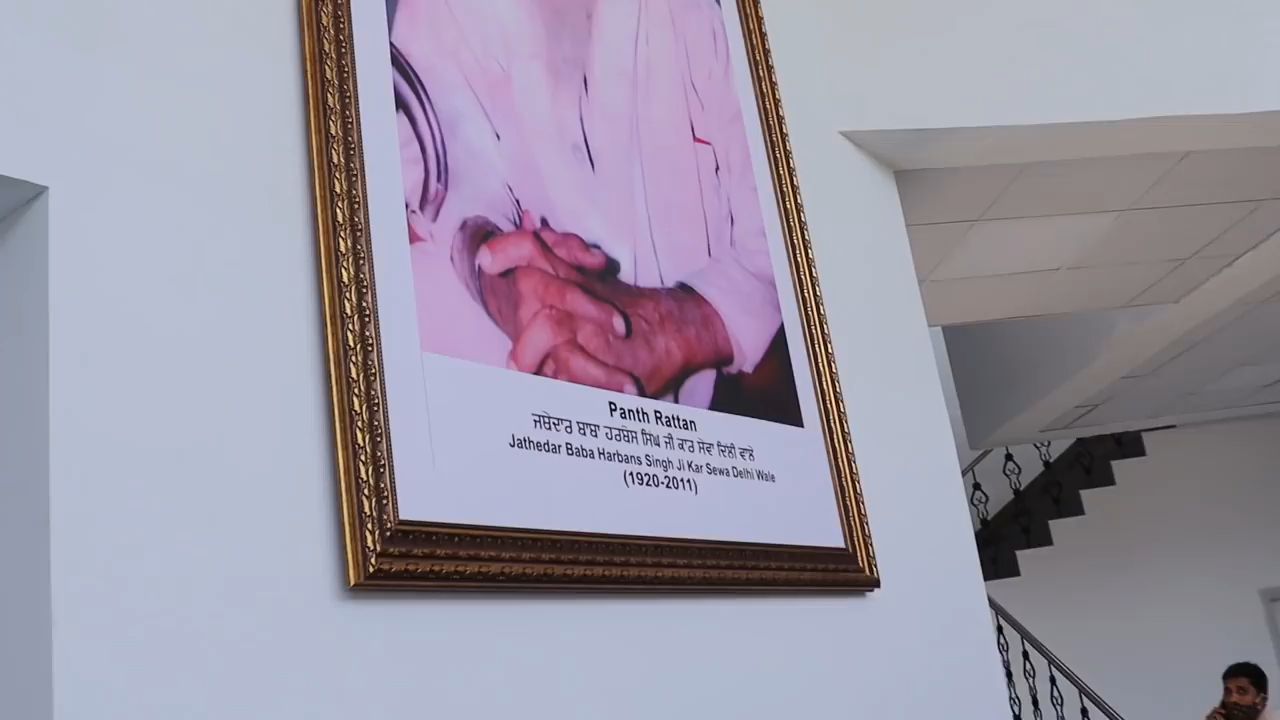 Panth Rattan
ਜਥੇਦਾਰ ਬਾਬਾ ਹਰਬੰਸ ਸਿੰਘ ਜੀ ਕਾਰ ਸੇਵਾ ਦਿੱਲੀ ਵਾਲੇ
Jathedar Baba Harbans Singh Ji Kar Sewa Delhi Wale
(1920-2011)